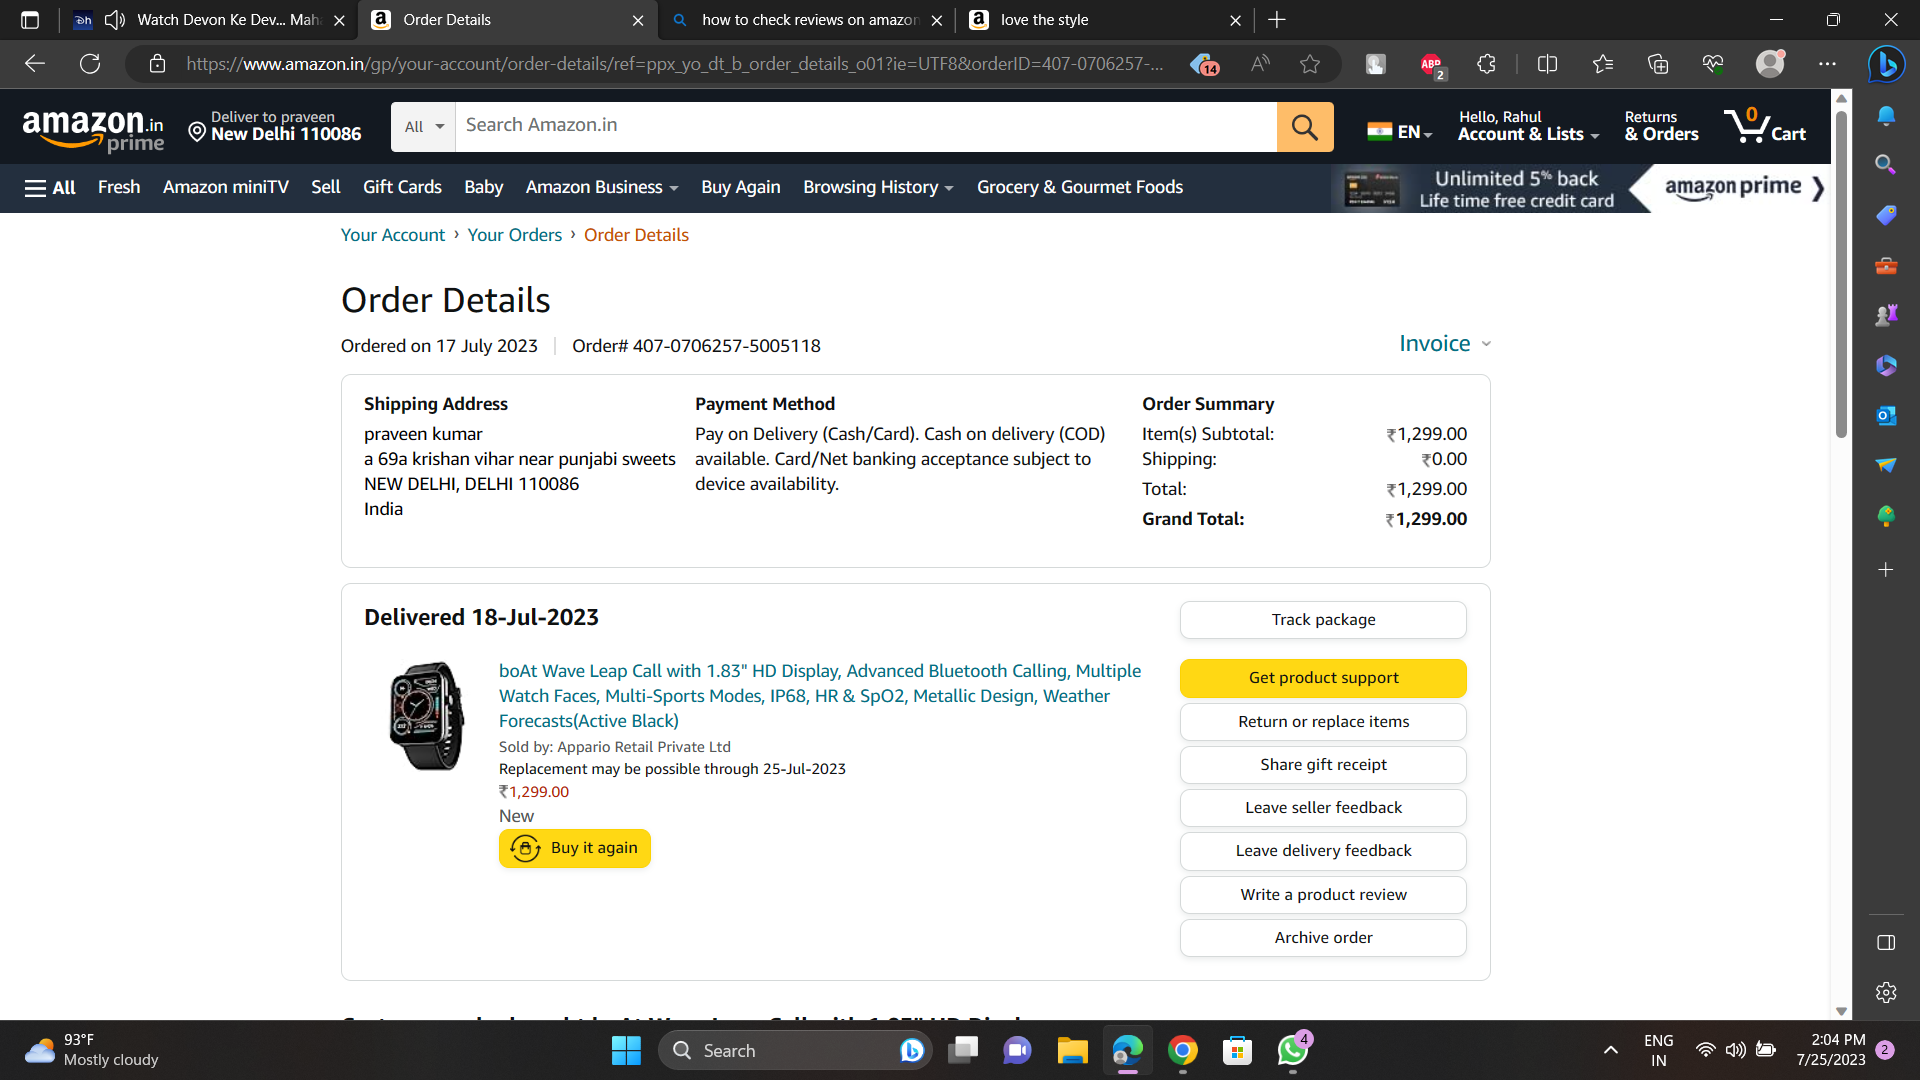 Watch Devon Ke Dev... Mah
Order Details
how to check reviews on amazon
love the style
https://www.amazon.in/gp/your-account/order-details/ref=ppx_yo_dt_b_order_details_o01?ie=UTF8&orderID=407-0706257-...
14
ABP
2
amazon.in
prime
Deliver to praveen
New Delhi 110086
All
Search Amazon.in
EN
Hello, Rahul
Account & Lists
Returns
& Orders
0
Cart
All
Fresh
Amazon miniTV
Sell
Gift Cards
Baby
Amazon Business
Buy Again
Browsing History
Grocery & Gourmet Foods
Unlimited 5% back
Life time free credit card
amazon prime
Your Account › Your Orders › Order Details
Order Details
Ordered on 17 July 2023
Order# 407-0706257-5005118
Invoice
Shipping Address
praveen kumar
a 69a krishan vihar near punjabi sweets
NEW DELHI, DELHI 110086
India
Payment Method
Pay on Delivery (Cash/Card). Cash on delivery (COD)
available. Card/Net banking acceptance subject to
device availability.
Order Summary
Item(s) Subtotal: ₹1,299.00
Shipping: ₹0.00
Total: ₹1,299.00
Grand Total: ₹1,299.00
Delivered 18-Jul-2023
boAt Wave Leap Call with 1.83" HD Display, Advanced Bluetooth Calling, Multiple
Watch Faces, Multi-Sports Modes, IP68, HR & SpO2, Metallic Design, Weather
Forecasts(Active Black)
Sold by: Appario Retail Private Ltd
Replacement may be possible through 25-Jul-2023
₹1,299.00
New
Buy it again
Track package
Get product support
Return or replace items
Share gift receipt
Leave seller feedback
Leave delivery feedback
Write a product review
Archive order
93°F
Mostly cloudy
Search
4
ENG
IN
2:04 PM
7/25/2023
2